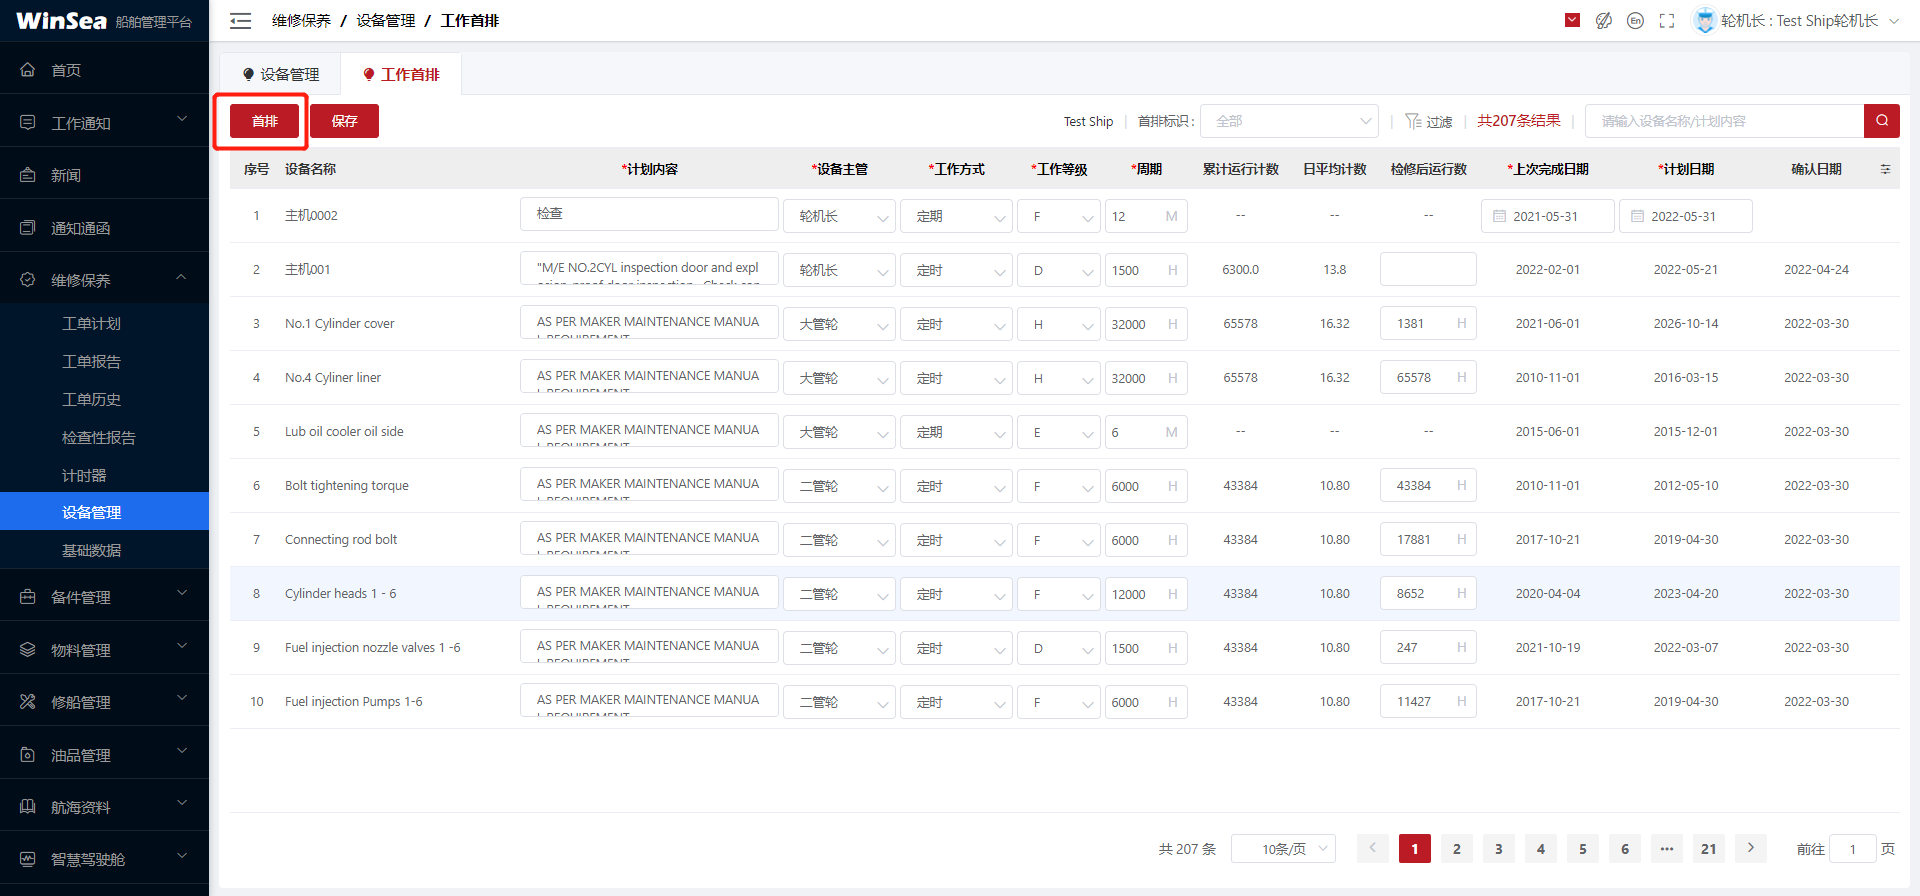 WinSea 船舶管理平台
维修保养 / 设备管理 / 工作首排
En
轮机长 : Test Ship轮机长
首页
工作通知
新闻
通知通函
维修保养
工单计划
工单报告
工单历史
检查性报告
计时器
设备管理
基础数据
备件管理
物料管理
修船管理
油品管理
航海资料
智慧驾驶舱
设备管理 工作首排
首排 保存
Test Ship 首排标识 : 全部 过滤 共207条结果 请输入设备名称/计划内容
序号 设备名称 *计划内容 *设备主管 *工作方式 *工作等级 *周期 累计运行计数 日平均计数 检修后运行数 *上次完成日期 *计划日期 确认日期
1 主机0002 检查 轮机长 定期 F 12 M -- -- -- 2021-05-31 2022-05-31
2 主机001 "M/E NO.2CYL inspection door and expl 轮机长 定时 D 1500 H 6300.0 13.8 2022-02-01 2022-05-21 2022-04-24
3 No.1 Cylinder cover AS PER MAKER MAINTENANCE MANUA 大管轮 定时 H 32000 H 65578 16.32 1381 H 2021-06-01 2026-10-14 2022-03-30
4 No.4 Cyliner liner AS PER MAKER MAINTENANCE MANUA 大管轮 定时 H 32000 H 65578 16.32 65578 H 2010-11-01 2016-03-15 2022-03-30
5 Lub oil cooler oil side AS PER MAKER MAINTENANCE MANUA 大管轮 定期 E 6 M -- -- -- 2015-06-01 2015-12-01 2022-03-30
6 Bolt tightening torque AS PER MAKER MAINTENANCE MANUA 二管轮 定时 F 6000 H 43384 10.80 43384 H 2010-11-01 2012-05-10 2022-03-30
7 Connecting rod bolt AS PER MAKER MAINTENANCE MANUA 二管轮 定时 F 6000 H 43384 10.80 17881 H 2017-10-21 2019-04-30 2022-03-30
8 Cylinder heads 1 - 6 AS PER MAKER MAINTENANCE MANUA 二管轮 定时 F 12000 H 43384 10.80 8652 H 2020-04-04 2023-04-20 2022-03-30
9 Fuel injection nozzle valves 1 -6 AS PER MAKER MAINTENANCE MANUA 二管轮 定时 D 1500 H 43384 10.80 247 H 2021-10-19 2022-03-07 2022-03-30
10 Fuel injection Pumps 1-6 AS PER MAKER MAINTENANCE MANUA 二管轮 定时 F 6000 H 43384 10.80 11427 H 2017-10-21 2019-04-30 2022-03-30
共 207 条 10条/页 1 2 3 4 5 6 ••• 21 前往 1 页